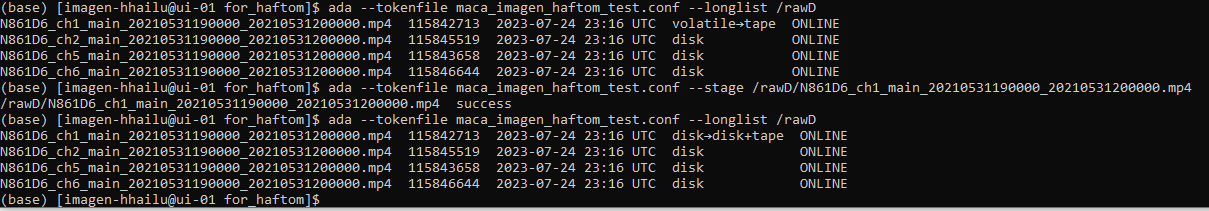 (base) [imagen-hhailu@ui-01 for_haftom]$ ada --tokenfile maca_imagen_haftom_test.conf --longlist /rawD
N861D6_ch1_main_20210531190000_20210531200000.mp4  115842713  2023-07-24 23:16 UTC  volatile→tape  ONLINE
N861D6_ch2_main_20210531190000_20210531200000.mp4  115845519  2023-07-24 23:16 UTC  disk           ONLINE
N861D6_ch5_main_20210531190000_20210531200000.mp4  115843658  2023-07-24 23:16 UTC  disk           ONLINE
N861D6_ch6_main_20210531190000_20210531200000.mp4  115846644  2023-07-24 23:16 UTC  disk           ONLINE
(base) [imagen-hhailu@ui-01 for_haftom]$ ada --tokenfile maca_imagen_haftom_test.conf --stage /rawD/N861D6_ch1_main_20210531190000_20210531200000.mp4
/rawD/N861D6_ch1_main_20210531190000_20210531200000.mp4  success
(base) [imagen-hhailu@ui-01 for_haftom]$ ada --tokenfile maca_imagen_haftom_test.conf --longlist /rawD
N861D6_ch1_main_20210531190000_20210531200000.mp4  115842713  2023-07-24 23:16 UTC  disk→disk+tape  ONLINE
N861D6_ch2_main_20210531190000_20210531200000.mp4  115845519  2023-07-24 23:16 UTC  disk            ONLINE
N861D6_ch5_main_20210531190000_20210531200000.mp4  115843658  2023-07-24 23:16 UTC  disk            ONLINE
N861D6_ch6_main_20210531190000_20210531200000.mp4  115846644  2023-07-24 23:16 UTC  disk            ONLINE
(base) [imagen-hhailu@ui-01 for_haftom]$